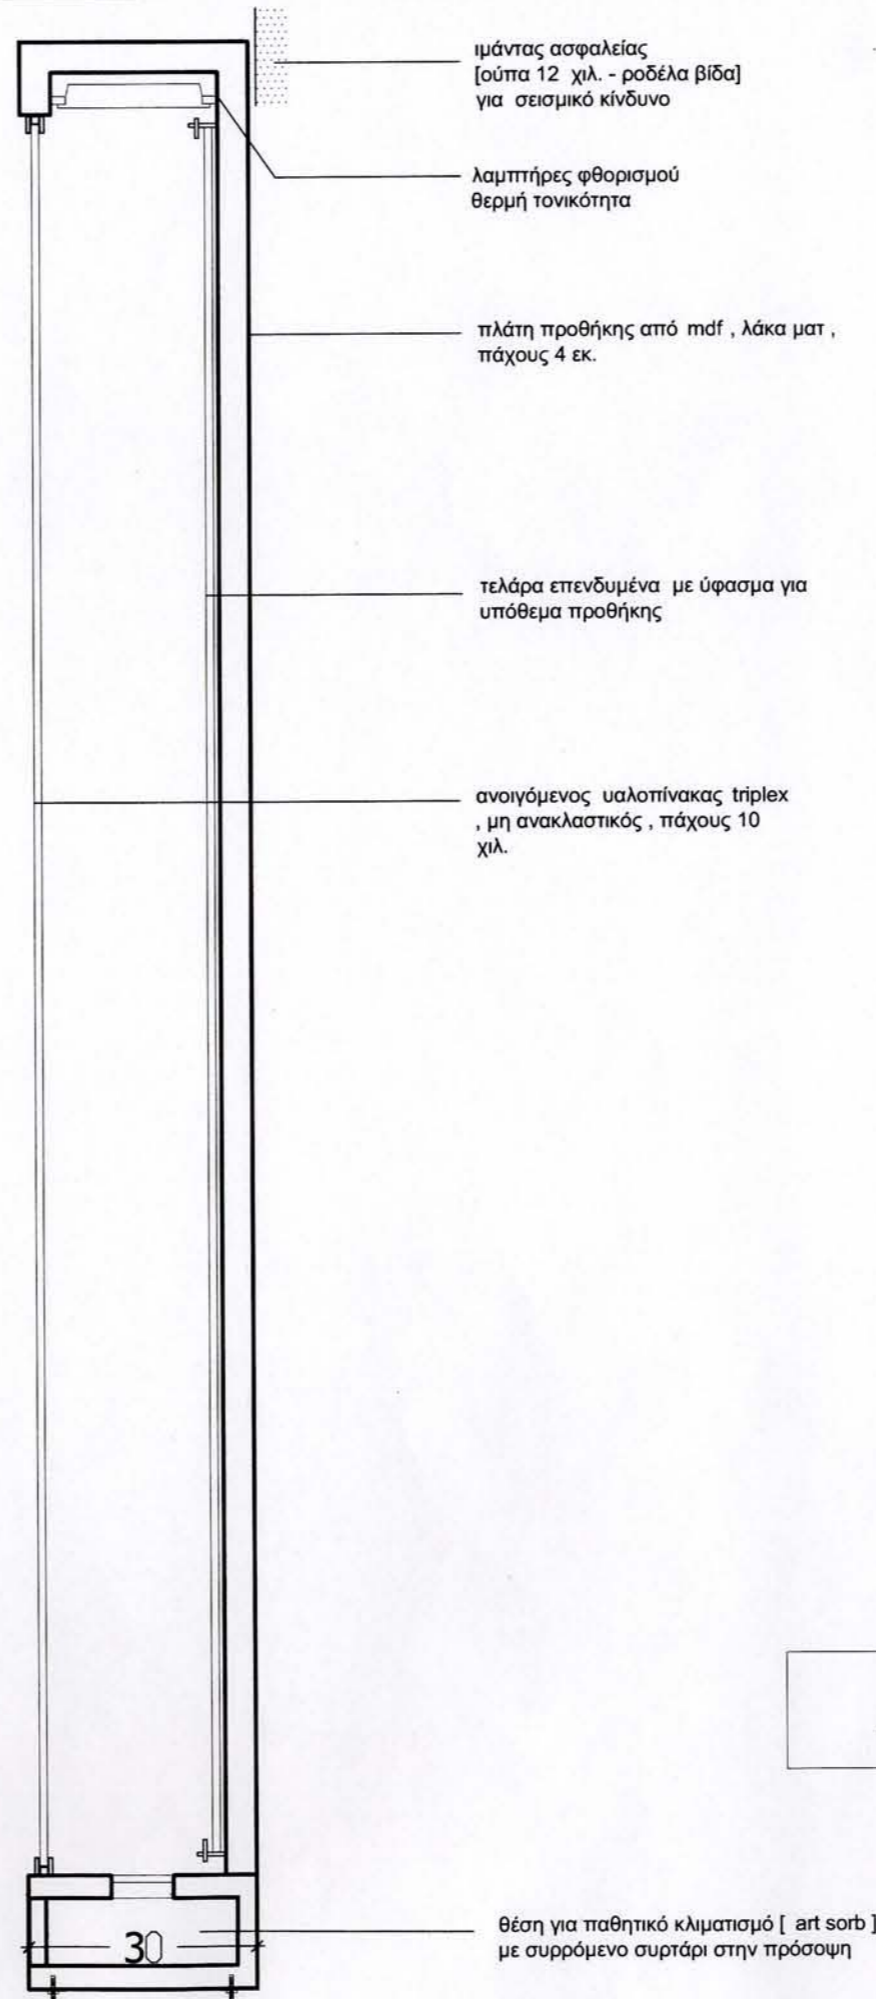 ιμάντας ασφαλείας
[ούπα 12 χιλ. - ροδέλα βίδα]
για σεισμικό κίνδυνο
λαμπτήρες φθορισμού
θερμή τονικότητα
πλάτη προθήκης από mdf , λάκα ματ ,
πάχους 4 εκ.
τελάρα επενδυμένα με ύφασμα για
υπόθεμα προθήκης
ανοιγόμενος υαλοπίνακας triplex
, μη ανακλαστικός , πάχους 10
χιλ.
θέση για παθητικό κλιματισμό [ art sorb ]
με συρρόμενο συρτάρι στην πρόσοψη
30